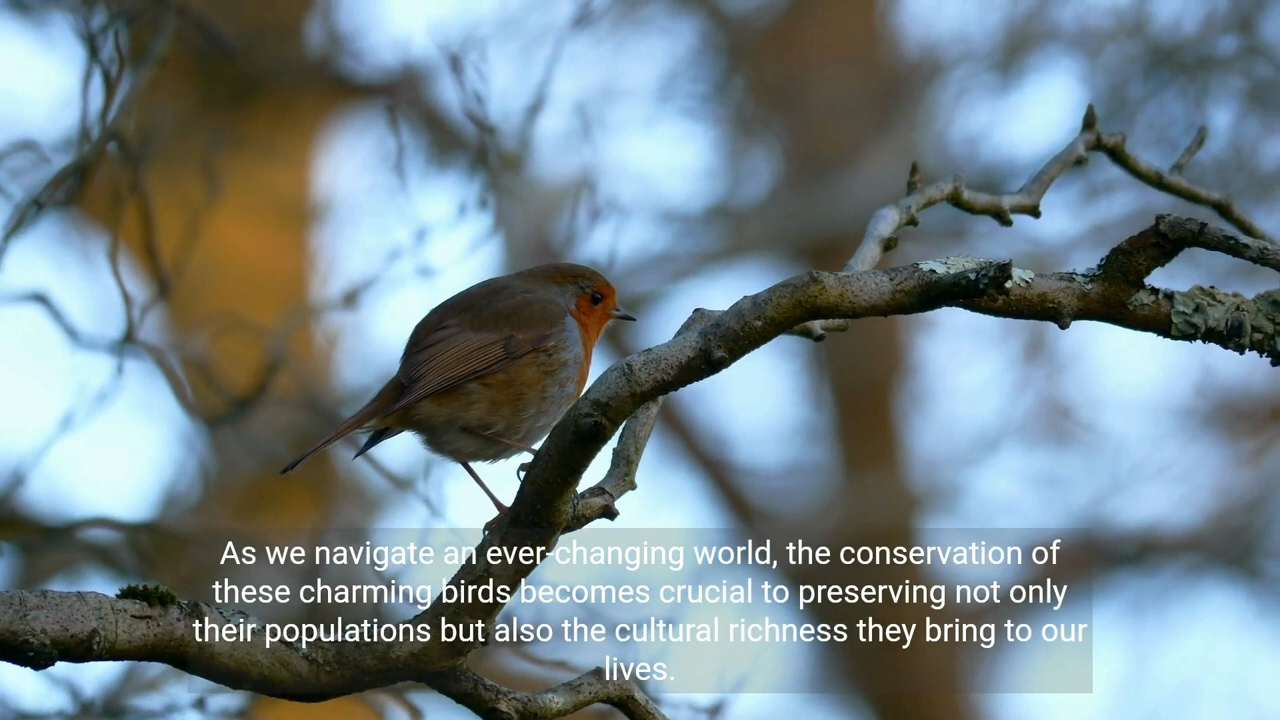 As we navigate an ever-changing world, the conservation of
these charming birds becomes crucial to preserving not only
their populations but also the cultural richness they bring to our
lives.